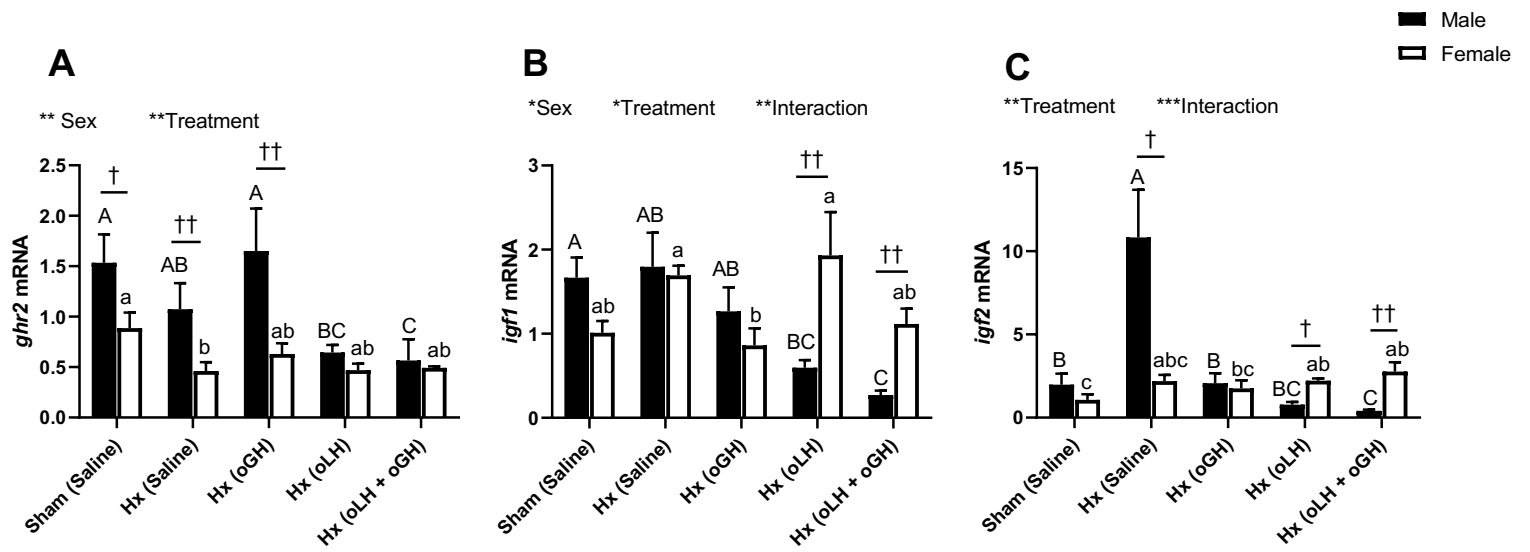 Male
Female
A
** Sex **Treatment
ghr2 mRNA
2.5
2.0
1.5
1.0
0.5
0.0
†
A
a
††
AB
b
††
A
ab
BC
ab
C
ab
Sham (Saline)
Hx (Saline)
Hx (oGH)
Hx (oLH)
Hx (oLH + oGH)
B
*Sex *Treatment **Interaction
igf1 mRNA
3
2
1
0
A
ab
AB
a
AB
b
††
BC
a
††
C
ab
Sham (Saline)
Hx (Saline)
Hx (oGH)
Hx (oLH)
Hx (oLH + oGH)
C
**Treatment ***Interaction
igf2 mRNA
15
10
5
0
B
c
†
A
abc
B
bc
†
BC
ab
††
C
ab
Sham (Saline)
Hx (Saline)
Hx (oGH)
Hx (oLH)
Hx (oLH + oGH)